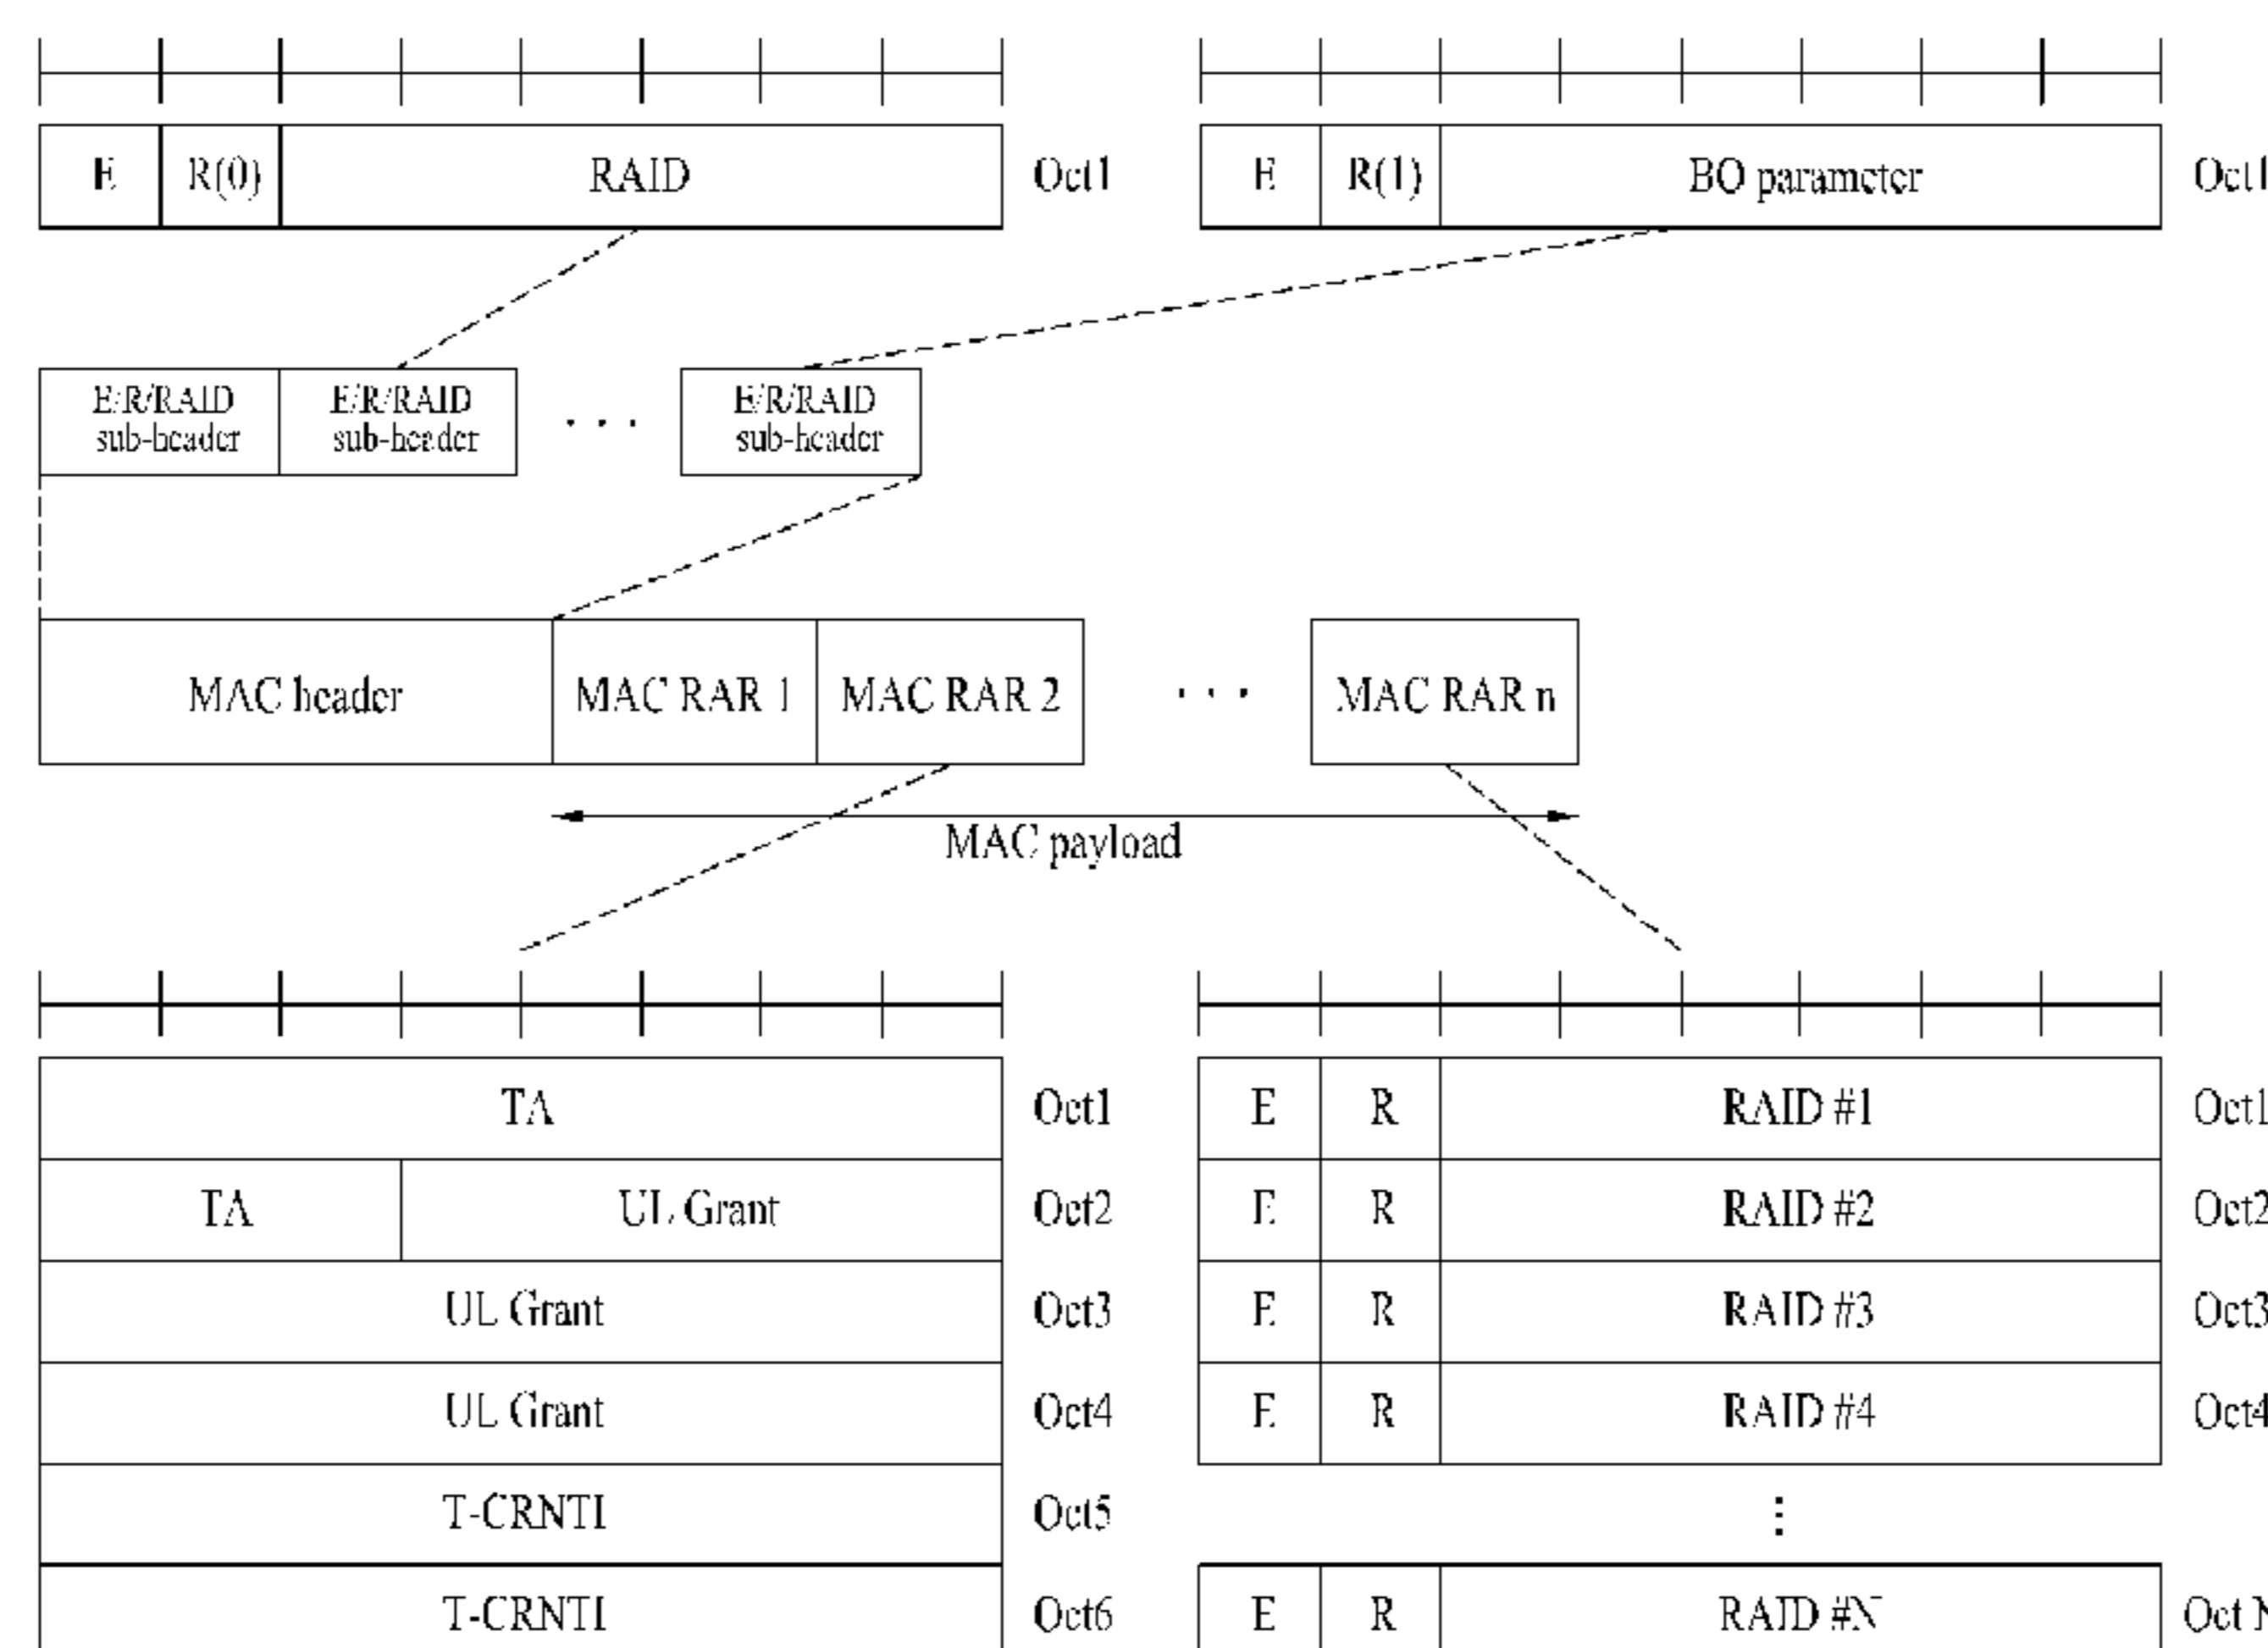 E R(0) RAID Oct1 E R(1) BO parameter Oct1
E/R/RAID E/R/RAID E/R/RAID
sub-header sub-header . . . sub-header
MAC header MAC RAR 1 MAC RAR 2 . . . MAC RAR n
MAC payload
TA Oct1 E R RAID #1 Oct1
TA UL Grant Oct2 E R RAID #2 Oct2
UL Grant Oct3 E R RAID #3 Oct3
UL Grant Oct4 E R RAID #4 Oct4
T-CRNTI Oct5
T-CRNTI Oct6 E R RAID #N Oct N